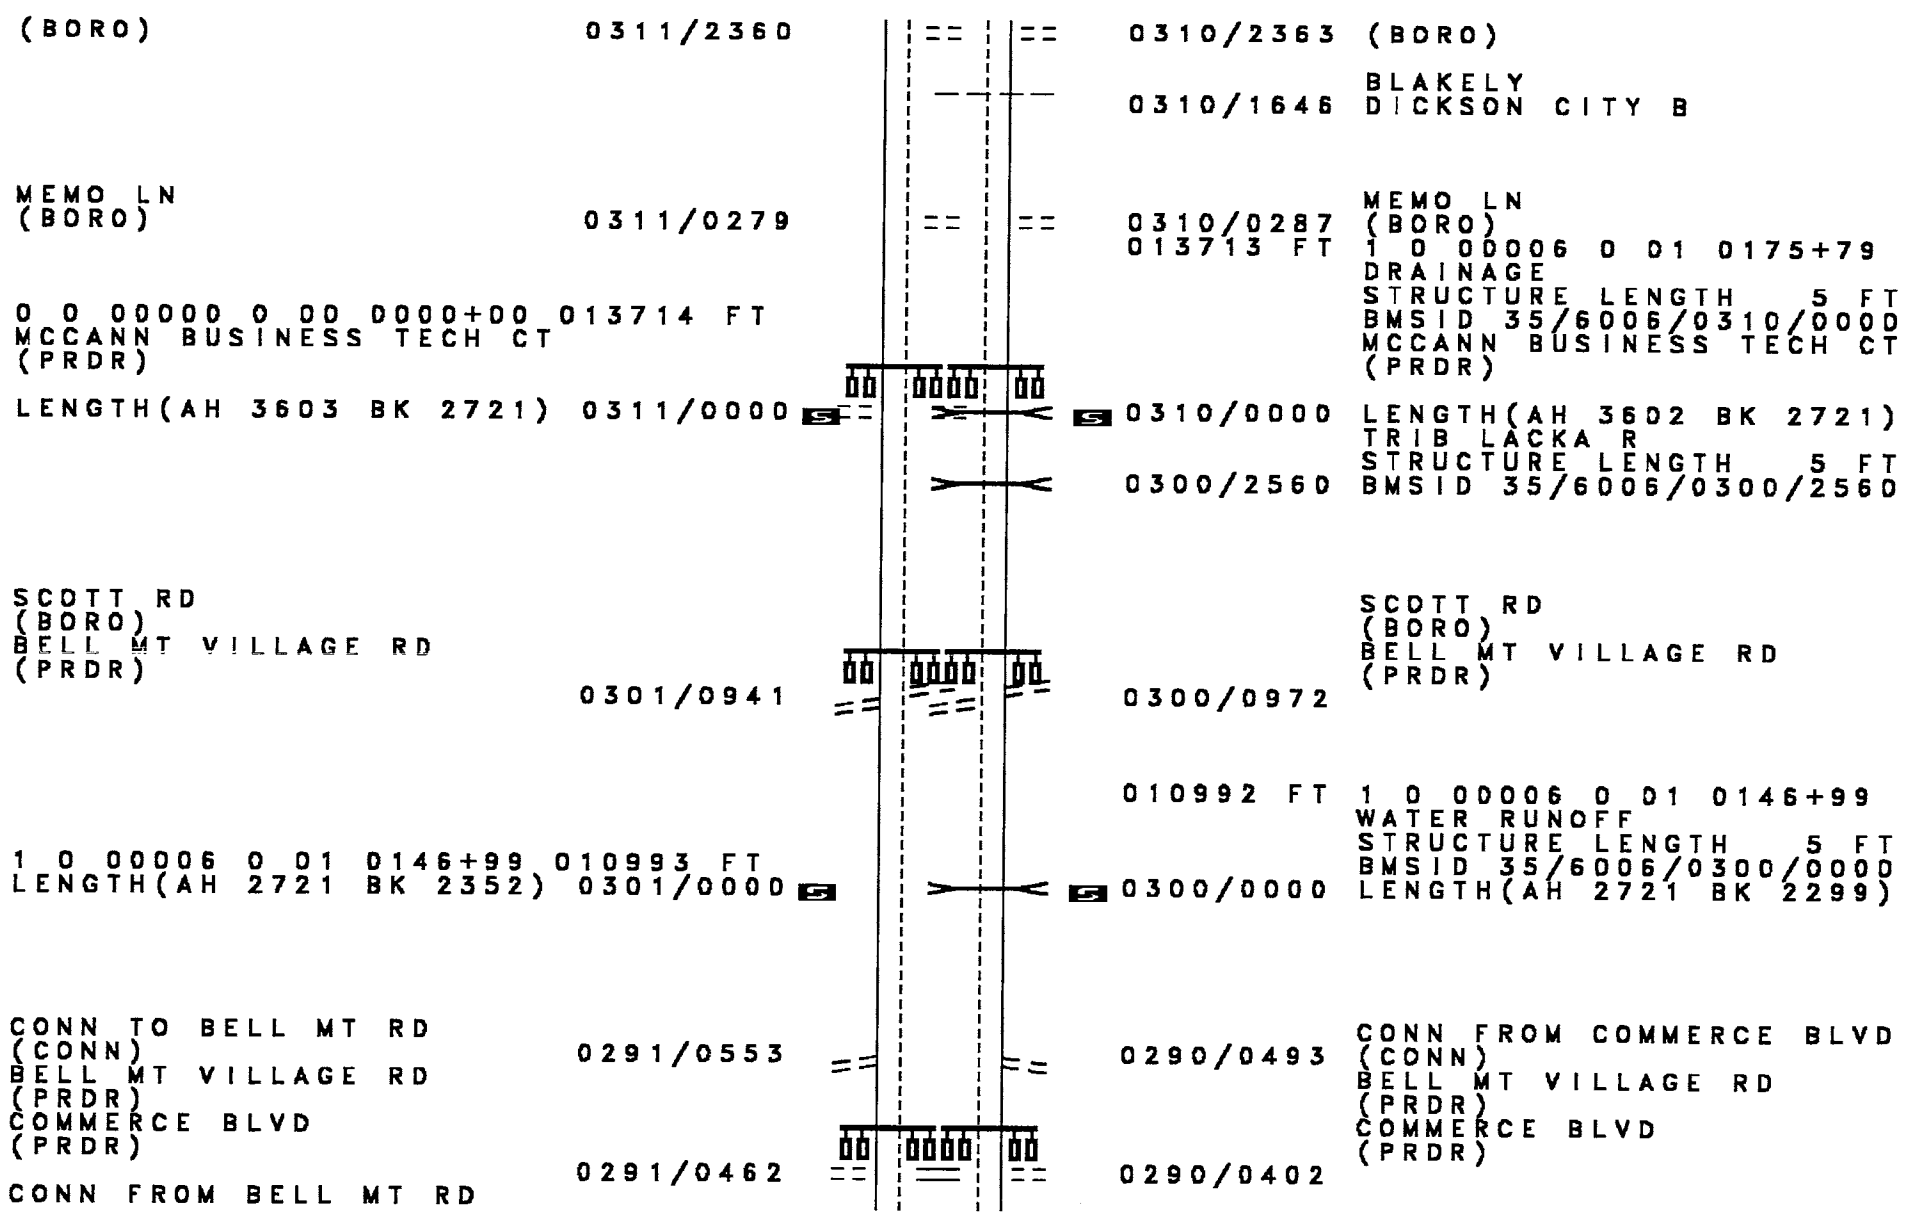 (BORO) 0311/2360 0310/2363 (BORO)
BLAKELY
0310/1646 DICKSON CITY B
MEMO LN MEMO LN
(BORO) 0311/0279 0310/0287 (BORO)
013713 FT 1 0 00006 0 01 0175+79
DRAINAGE
STRUCTURE LENGTH 5 FT
0 0 00000 0 00 0000+00 013714 FT BMSID 35/6006/0310/0000
MCCANN BUSINESS TECH CT MCCANN BUSINESS TECH CT
(PRDR) (PRDR)
LENGTH(AH 3603 BK 2721) 0311/0000 S S 0310/0000 LENGTH(AH 3602 BK 2721)
TRIB LACKA R
STRUCTURE LENGTH 5 FT
0300/2560 BMSID 35/6006/0300/2560
SCOTT RD SCOTT RD
(BORO) (BORO)
BELL MT VILLAGE RD BELL MT VILLAGE RD
(PRDR) (PRDR)
0301/0941 0300/0972
010992 FT 1 0 00006 0 01 0146+99
WATER RUNOFF
STRUCTURE LENGTH 5 FT
1 0 00006 0 01 0146+99 010993 FT BMSID 35/6006/0300/0000
LENGTH(AH 2721 BK 2352) 0301/0000 S S 0300/0000 LENGTH(AH 2721 BK 2299)
CONN TO BELL MT RD CONN FROM COMMERCE BLVD
(CONN) 0291/0553 0290/0493 (CONN)
BELL MT VILLAGE RD BELL MT VILLAGE RD
(PRDR) (PRDR)
COMMERCE BLVD COMMERCE BLVD
(PRDR) (PRDR)
0291/0462 0290/0402
CONN FROM BELL MT RD